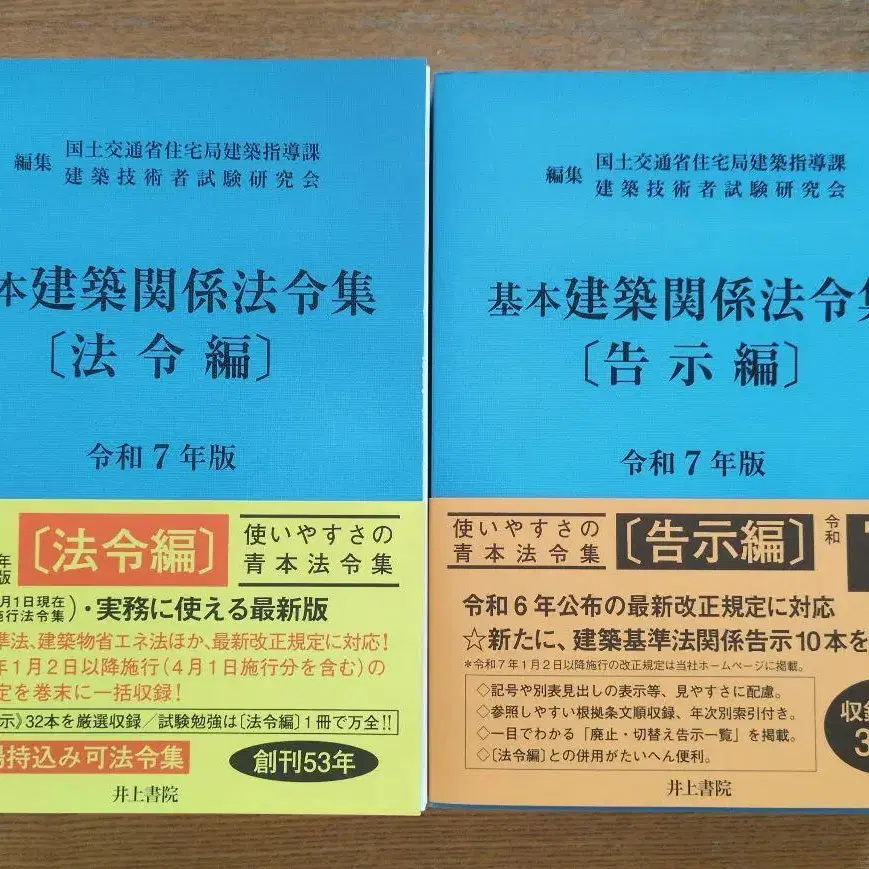 編集 国土交通省住宅局建築指導課
建築技術者試験研究会
本建築関係法令集
〔法令編〕
令和7年版
年版
〔法令編〕
使いやすさの
青本法令集
月1日現在
施行法令集）・実務に使える最新版
準法、建築物省エネ法ほか、最新改正規定に対応！
年1月2日以降施行（4月1日施行分を含む）の
定を巻末に一括収録！
示》32本を厳選収録／試験勉強は〔法令編〕1冊で万全!!
場持込み可法令集
創刊53年
井上書院
編集 国土交通省住宅局建築指導課
建築技術者試験研究会
基本建築関係法令集
〔告示編〕
令和7年版
使いやすさの
青本法令集
〔告示編〕
令和
令和6年公布の最新改正規定に対応
☆新たに、建築基準法関係告示10本を
＊令和7年1月2日以降施行の改正規定は当社ホームページに掲載。
◇記号や別表見出しの表示等、見やすさに配慮。
◇参照しやすい根拠条文順収録、年次別索引付き。
◇一目でわかる「廃止・切替え告示一覧」を掲載。
◇〔法令編〕との併用がたいへん便利。
収録
3
井上書院